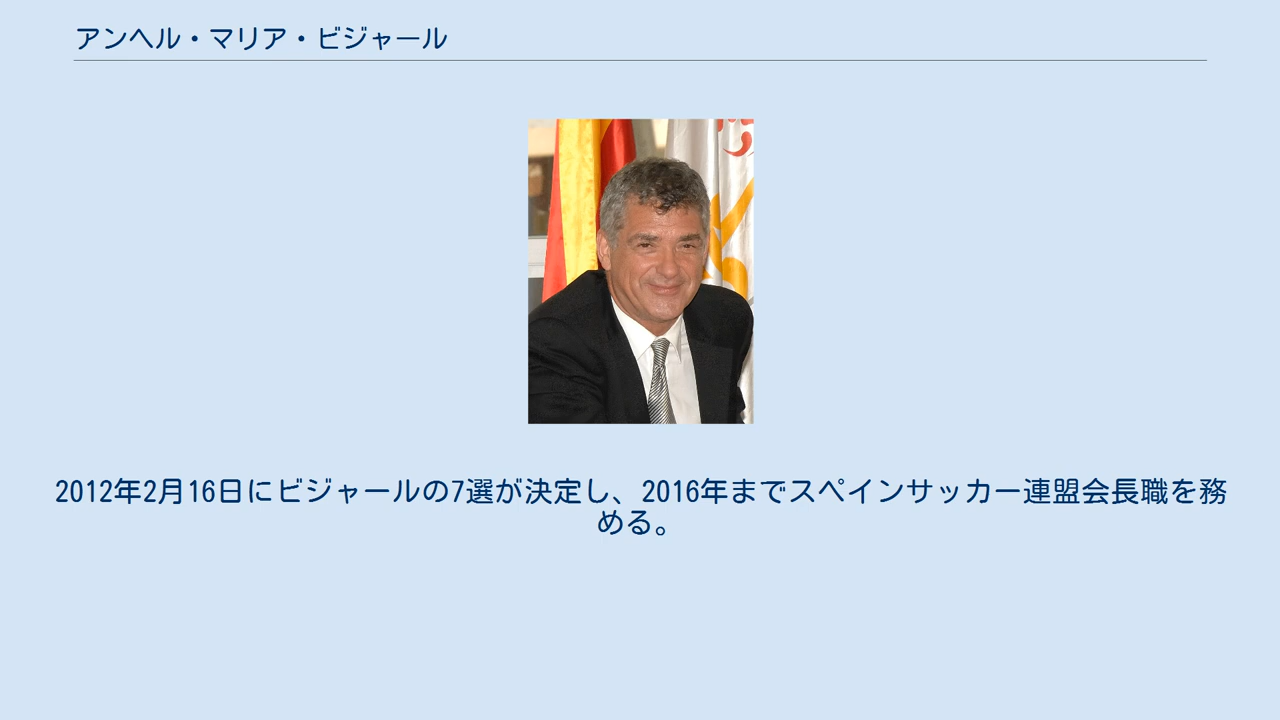 アンヘル・マリア・ビジャール
2012年2月16日にビジャールの7選が決定し、2016年までスペインサッカー連盟会長職を務
める。